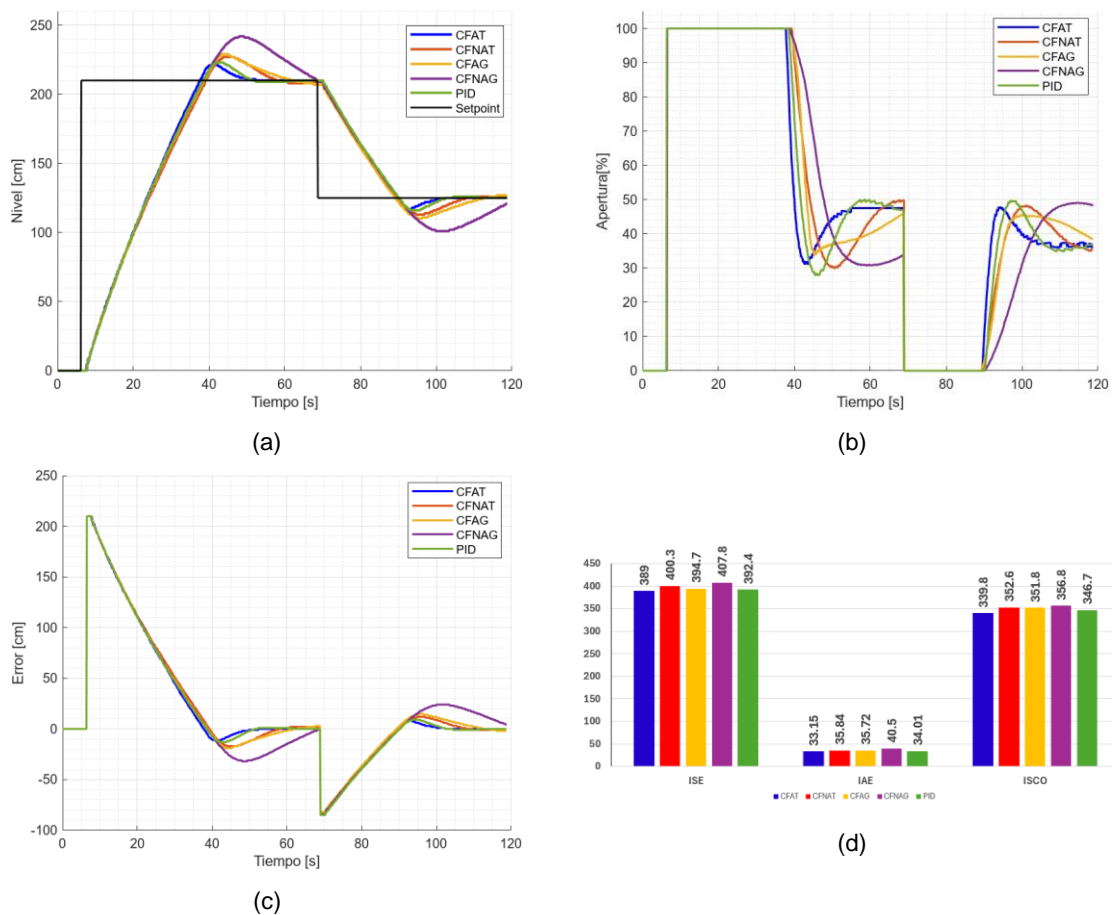 250
200
150
100
50
0
Nivel [cm]
0 20 40 60 80 100 120
Tiempo [s]
CFAT
CFNAT
CFAG
CFNAG
PID
Setpoint
(a)
100
90
80
70
60
50
40
30
20
10
0
Apertura[%]
0 20 40 60 80 100 120
Tiempo [s]
CFAT
CFNAT
CFAG
CFNAG
PID
(b)
250
200
150
100
50
0
-50
-100
Error [cm]
0 20 40 60 80 100 120
Tiempo [s]
CFAT
CFNAT
CFAG
CFNAG
PID
(c)
450
400
350
300
250
200
150
100
50
0
389 400.3 394.7 407.8 392.4
33.15 35.84 35.72 40.5 34.01
339.8 352.6 351.8 356.8 346.7
ISE IAE ISCO
CFAT CFNAT CFAG CFNAG PID
(d)